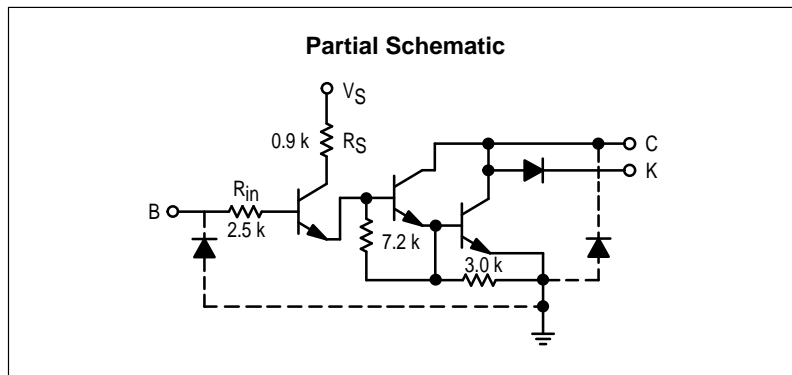 Partial Schematic
VS
0.9 k RS
C
K
Rin
B
2.5 k
7.2 k
3.0 k